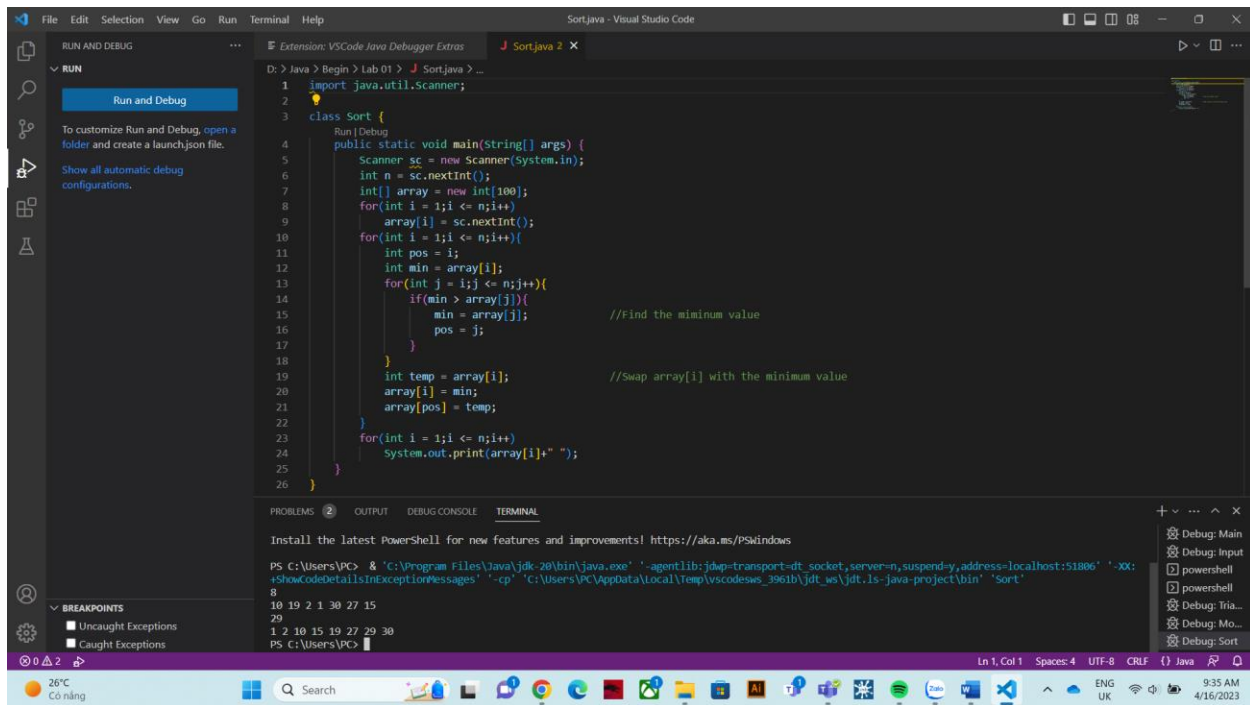 File Edit Selection View Go Run Terminal Help
Sort.java - Visual Studio Code
RUN AND DEBUG ...
RUN
Run and Debug
To customize Run and Debug, open a
folder and create a launch.json file.
Show all automatic debug
configurations.
BREAKPOINTS
Uncaught Exceptions
Caught Exceptions
Extension: VSCode Java Debugger Extras
J Sort.java 2
D: > Java > Begin > Lab 01 > J Sort.java > ...
1 import java.util.Scanner;
2
3 class Sort {
Run | Debug
4 public static void main(String[] args) {
5 Scanner sc = new Scanner(System.in);
6 int n = sc.nextInt();
7 int[] array = new int[100];
8 for(int i = 1;i <= n;i++)
9 array[i] = sc.nextInt();
10 for(int i = 1;i <= n;i++){
11 int pos = i;
12 int min = array[i];
13 for(int j = i;j <= n;j++){
14 if(min > array[j]){
15 min = array[j]; //Find the miminum value
16 pos = j;
17 }
18 }
19 int temp = array[i]; //Swap array[i] with the minimum value
20 array[i] = min;
21 array[pos] = temp;
22 }
23 for(int i = 1;i <= n;i++)
24 System.out.print(array[i]+" ");
25 }
26 }
PROBLEMS 2 OUTPUT DEBUG CONSOLE TERMINAL
Install the latest PowerShell for new features and improvements! https://aka.ms/PSWindows
PS C:\Users\PC> & 'C:\Program Files\Java\jdk-20\bin\java.exe' '-agentlib:jdwp=transport=dt_socket,server=n,suspend=y,address=localhost:51806' '-XX:
+ShowCodeDetailsInExceptionMessages' '-cp' 'C:\Users\PC\AppData\Local\Temp\vscodesws_3961b\jdt_ws\jdt.ls-java-project\bin' 'Sort'
8
10 19 2 1 30 27 15
29
1 2 10 15 19 27 29 30
PS C:\Users\PC>
Debug: Main
Debug: Input
powershell
powershell
Debug: Tria...
Debug: Mo...
Debug: Sort
0 2
Ln 1, Col 1 Spaces: 4 UTF-8 CRLF {} Java
26°C
Có nắng
Search
Ai
Zalo
ENG
UK
9:35 AM
4/16/2023